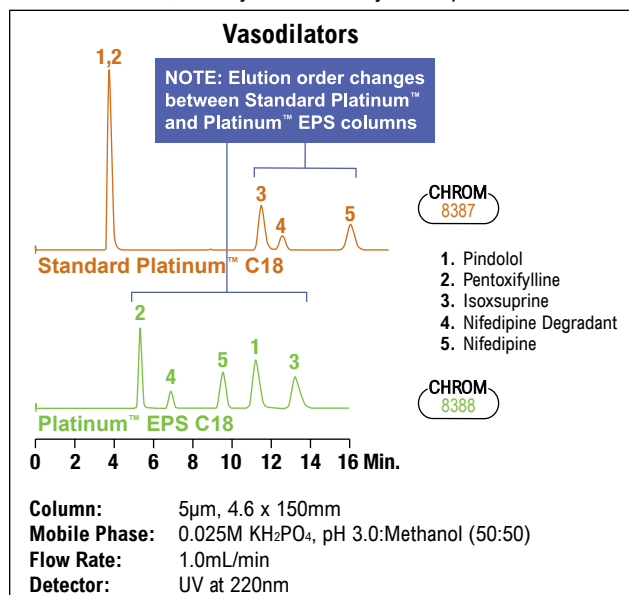 Vasodilators
1,2
NOTE: Elution order changes
between Standard Platinum™
and Platinum™ EPS columns
3
4
5
Standard Platinum™ C18
CHROM
8387
1. Pindolol
2. Pentoxifylline
3. Isoxsuprine
4. Nifedipine Degradant
5. Nifedipine
2
4
5
1
3
Platinum™ EPS C18
CHROM
8388
0 2 4 6 8 10 12 14 16 Min.
Column: 5µm, 4.6 x 150mm
Mobile Phase: 0.025M KH₂PO₄, pH 3.0:Methanol (50:50)
Flow Rate: 1.0mL/min
Detector: UV at 220nm